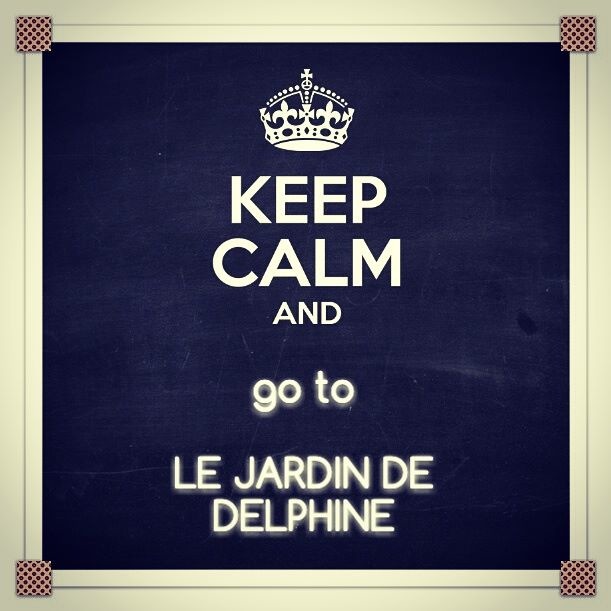 KEEP
CALM
AND
go to
LE JARDIN DE
DELPHINE